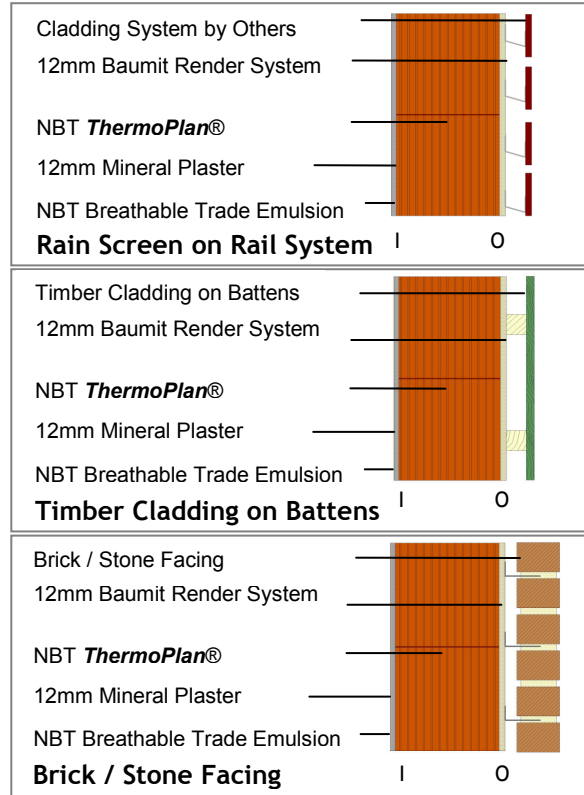 Cladding System by Others
12mm Baumit Render System
NBT ThermoPlan®
12mm Mineral Plaster
NBT Breathable Trade Emulsion
Rain Screen on Rail System
I O
Timber Cladding on Battens
12mm Baumit Render System
NBT ThermoPlan®
12mm Mineral Plaster
NBT Breathable Trade Emulsion
Timber Cladding on Battens
I O
Brick / Stone Facing
12mm Baumit Render System
NBT ThermoPlan®
12mm Mineral Plaster
NBT Breathable Trade Emulsion
Brick / Stone Facing
I O